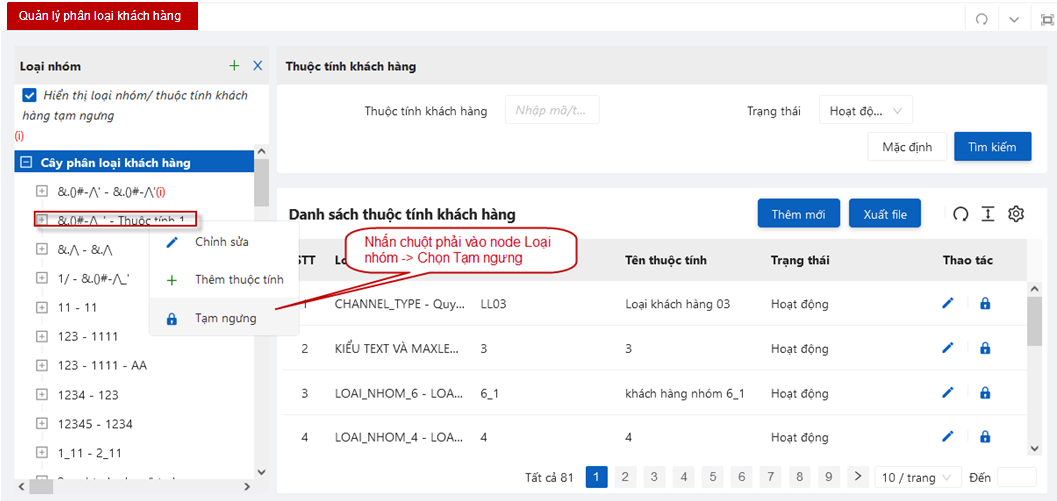 Quản lý phân loại khách hàng
Loại nhóm
Hiển thị loại nhóm/ thuộc tính khách
hàng tạm ngưng
(i)
Cây phân loại khách hàng
&.()#-/\' - &.()#-/\'(i)
&.()#-/\_' - Thuộc tính 1
&./\ - &./\
1/ - &.()#-/\_'
11 - 11
123 - 1111
123 - 1111 - AA
1234 - 123
12345 - 1234
1_11 - 2_11
Chỉnh sửa
Thêm thuộc tính
Tạm ngưng
Nhấn chuột phải vào node Loại
nhóm -> Chọn Tạm ngưng
Thuộc tính khách hàng
Thuộc tính khách hàng Nhập mã/t... Trạng thái Hoạt độ...
Mặc định Tìm kiếm
Danh sách thuộc tính khách hàng Thêm mới Xuất file
STT Tên thuộc tính Trạng thái Thao tác
1 CHANNEL_TYPE - Quy... LL03 Loại khách hàng 03 Hoạt động
2 KIỂU TEXT VÀ MAXLE... 3 3 Hoạt động
3 LOAI_NHOM_6 - LOA... 6_1 khách hàng nhóm 6_1 Hoạt động
4 LOAI_NHOM_4 - LOA... 4 4 Hoạt động
Tất cả 81 1 2 3 4 5 6 7 8 9 10 / trang Đến